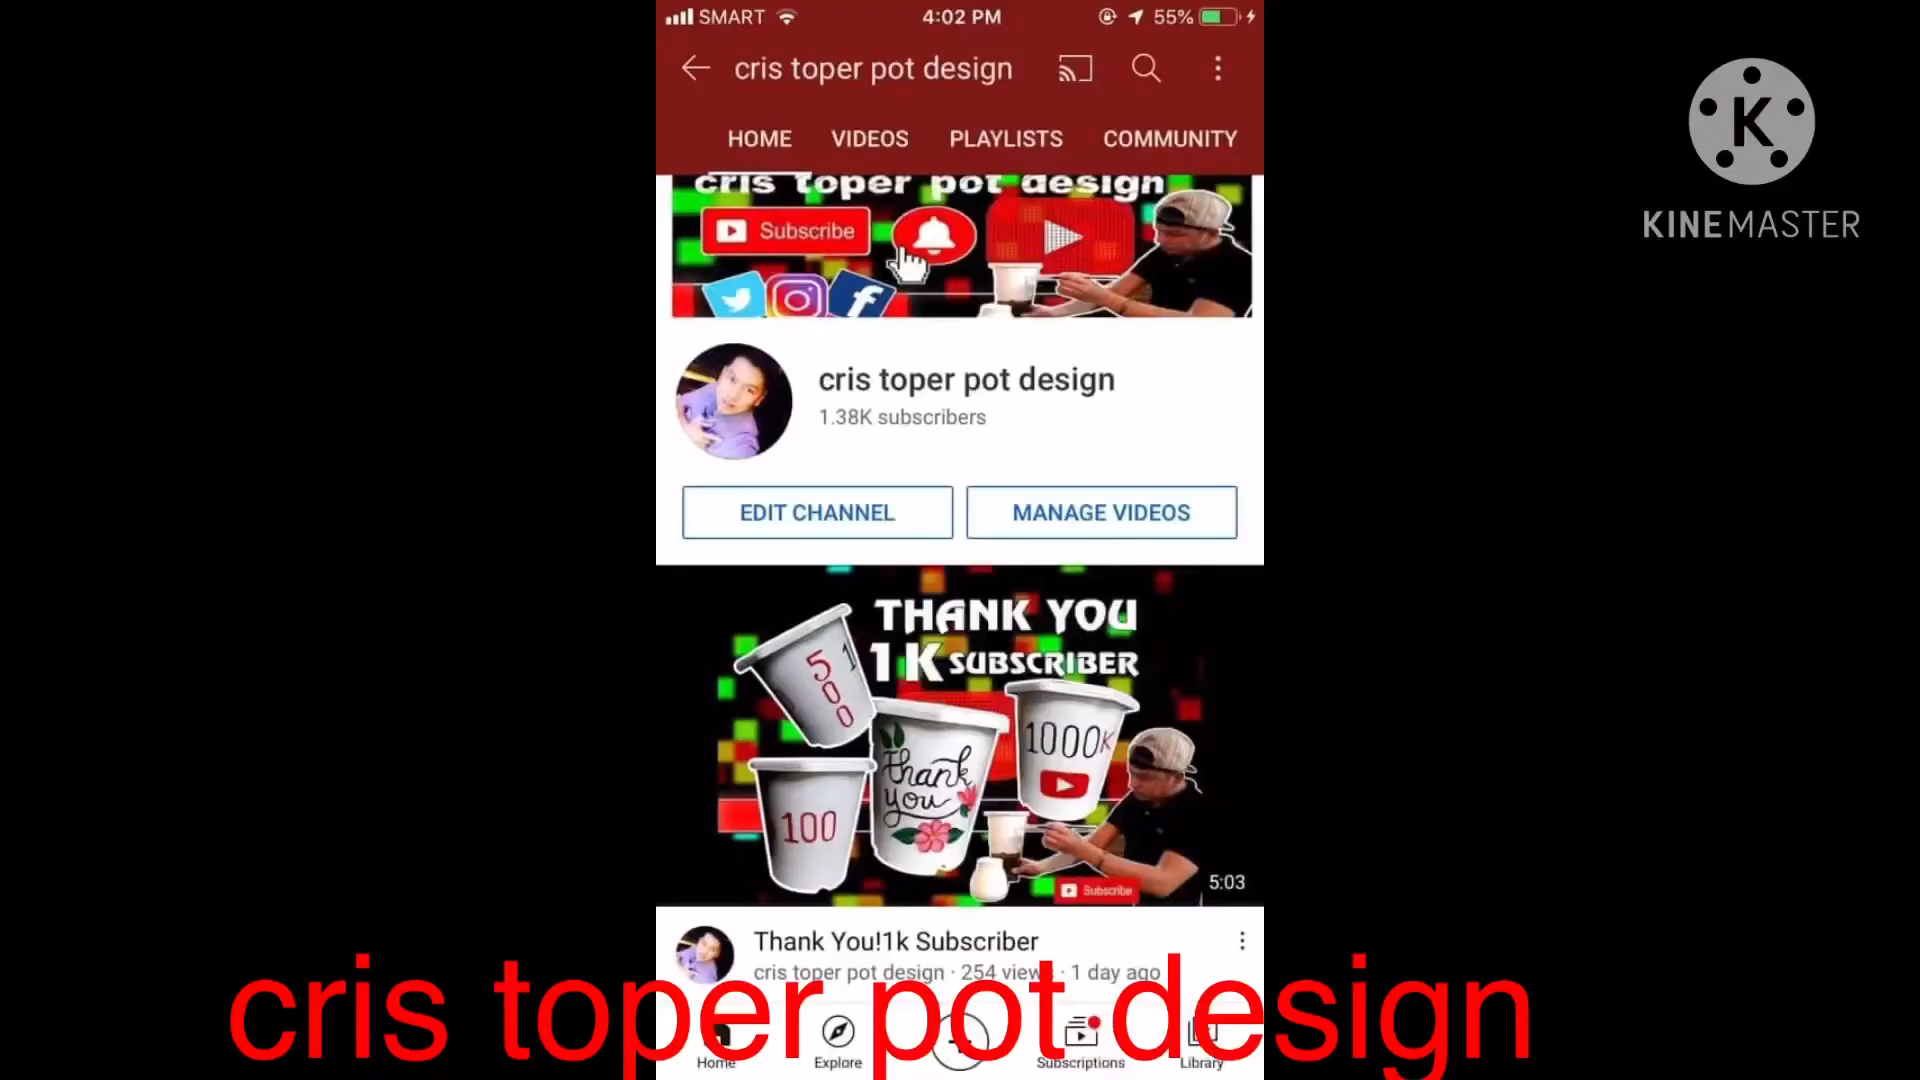 SMART 4:02 PM 55%
cris toper pot design
HOME VIDEOS PLAYLISTS COMMUNITY
cris toper pot design
Subscribe
cris toper pot design
1.38K subscribers
EDIT CHANNEL MANAGE VIDEOS
THANK YOU
1K SUBSCRIBER
500
1
1000K
Thank
you
100
Subscribe
5:03
Thank You!1k Subscriber
cris toper pot design · 254 views · 1 day ago
cris toper pot design
Home Explore Subscriptions Library
K
KINEMASTER